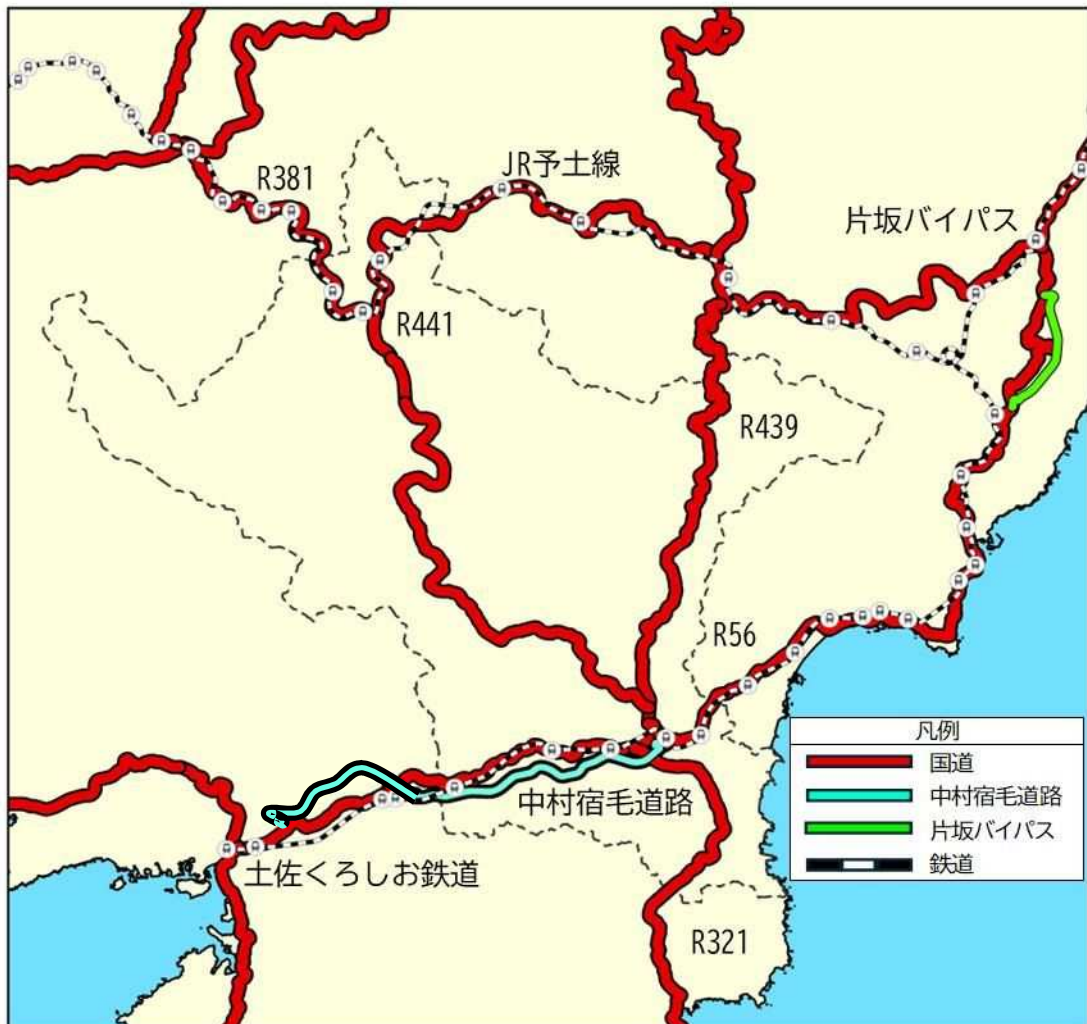 JR予土線
R381
片坂バイパス
R441
R439
R56
中村宿毛道路
土佐くろしお鉄道
R321
凡例
国道
中村宿毛道路
片坂バイパス
鉄道